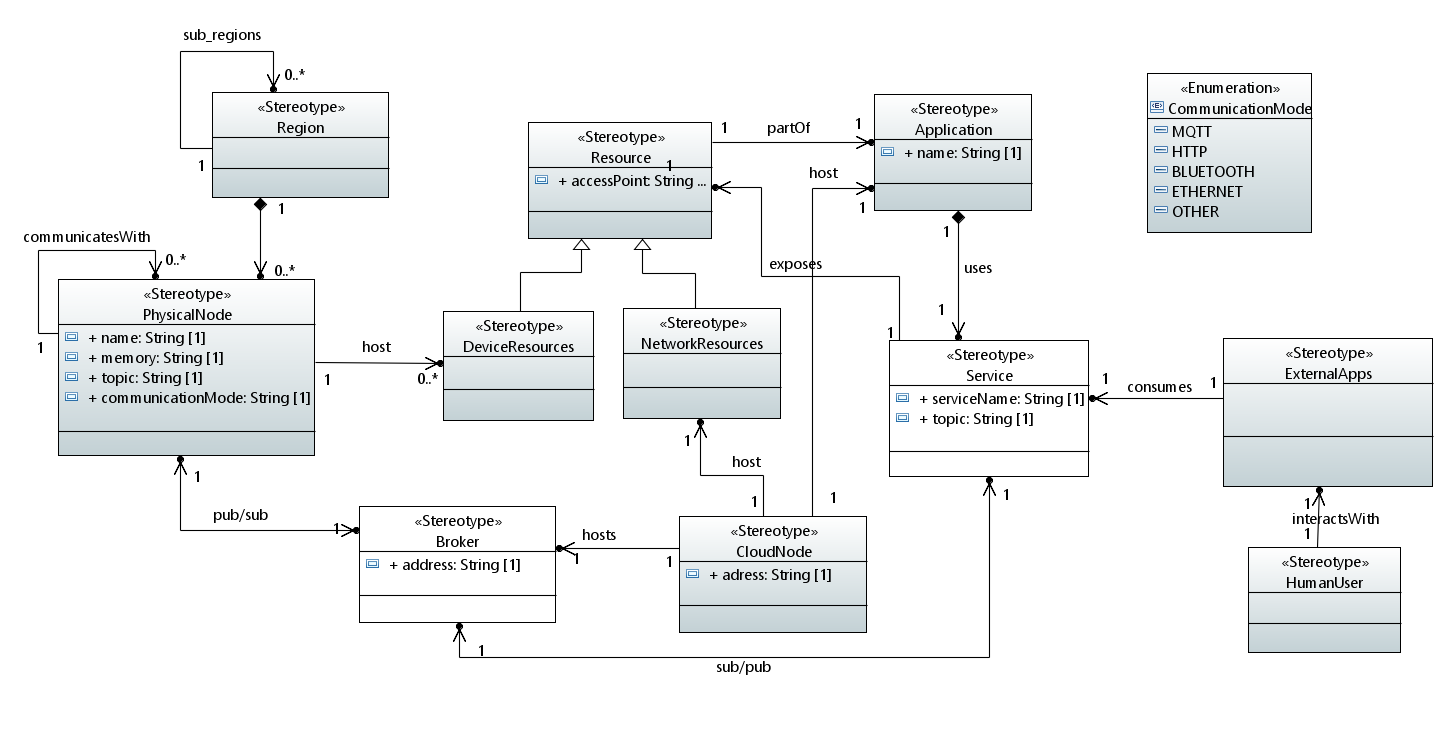 sub_regions
0..*
«Stereotype»
Region
1
1
communicatesWith
0..*
0..*
«Stereotype»
PhysicalNode
+ name: String [1]
+ memory: String [1]
+ topic: String [1]
+ communicationMode: String [1]
1
host
1
0..*
«Stereotype»
Resource
1
+ accessPoint: String ...
1
partOf
1
«Stereotype»
Application
+ name: String [1]
host
1
1
uses
1
exposes
1
«Enumeration»
CommunicationMode
MQTT
HTTP
BLUETOOTH
ETHERNET
OTHER
«Stereotype»
DeviceResources
«Stereotype»
NetworkResources
1
host
1
1
«Stereotype»
Service
+ serviceName: String [1]
+ topic: String [1]
1
consumes
1
1
«Stereotype»
ExternalApps
1
interactsWith
1
«Stereotype»
HumanUser
1
pub/sub
1
«Stereotype»
Broker
+ address: String [1]
hosts
1
1
«Stereotype»
CloudNode
+ adress: String [1]
1
sub/pub